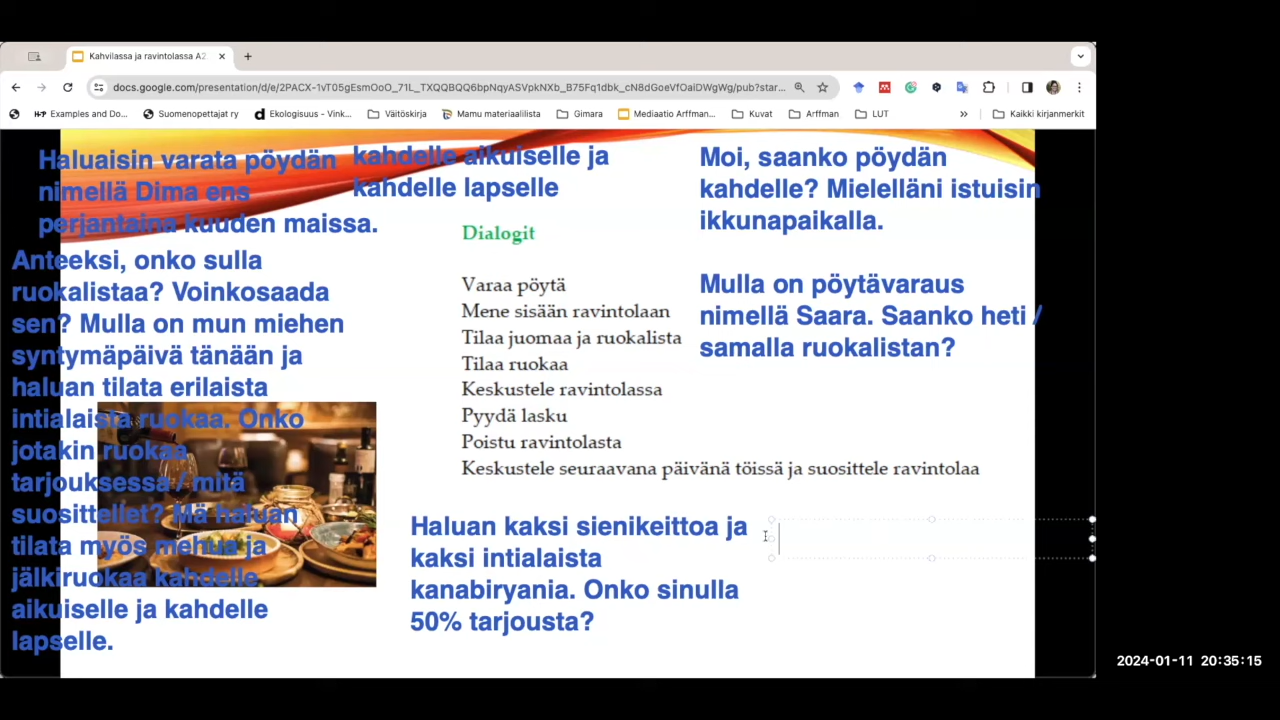 Kahvilassa ja ravintolassa A2
docs.google.com/presentation/d/e/2PACX-1vT05gEsmOoO_71L_TXQQBQQ6bpNqyASVpkNXb_B75Fq1dbk_cN8dGoeVfOaiDWgWg/pub?star...
Examples and Do...
Suomenopettajat ry
Ekologisuus - Vink...
Väitöskirja
Mamu materiaalilista
Gimara
Mediaatio Arffman...
Kuvat
Arffman
LUT
Kaikki kirjanmerkit
Haluaisin varata pöydän
nimellä Dima ens
perjantaina kuuden maissa.
kahdelle aikuiselle ja
kahdelle lapselle
Moi, saanko pöydän
kahdelle? Mielelläni istuisin
ikkunapaikalla.
Anteeksi, onko sulla
ruokalistaa? Voinkosaada
sen? Mulla on mun miehen
syntymäpäivä tänään ja
haluan tilata erilaista
intialaista ruokaa. Onko
jotakin ruokaa
tarjouksessa / mitä
suosittellet? Mä haluan
tilata myös mehua ja
jälkiruokaa kahdelle
aikuiselle ja kahdelle
lapselle.
Dialogit
Varaa pöytä
Mene sisään ravintolaan
Tilaa juomaa ja ruokalista
Tilaa ruokaa
Keskustele ravintolassa
Pyydä lasku
Poistu ravintolasta
Keskustele seuraavana päivänä töissä ja suosittele ravintolaa
Mulla on pöytävaraus
nimellä Saara. Saanko heti /
samalla ruokalistan?
Haluan kaksi sienikeittoa ja
kaksi intialaista
kanabiryania. Onko sinulla
50% tarjousta?
2024-01-11 20:35:15